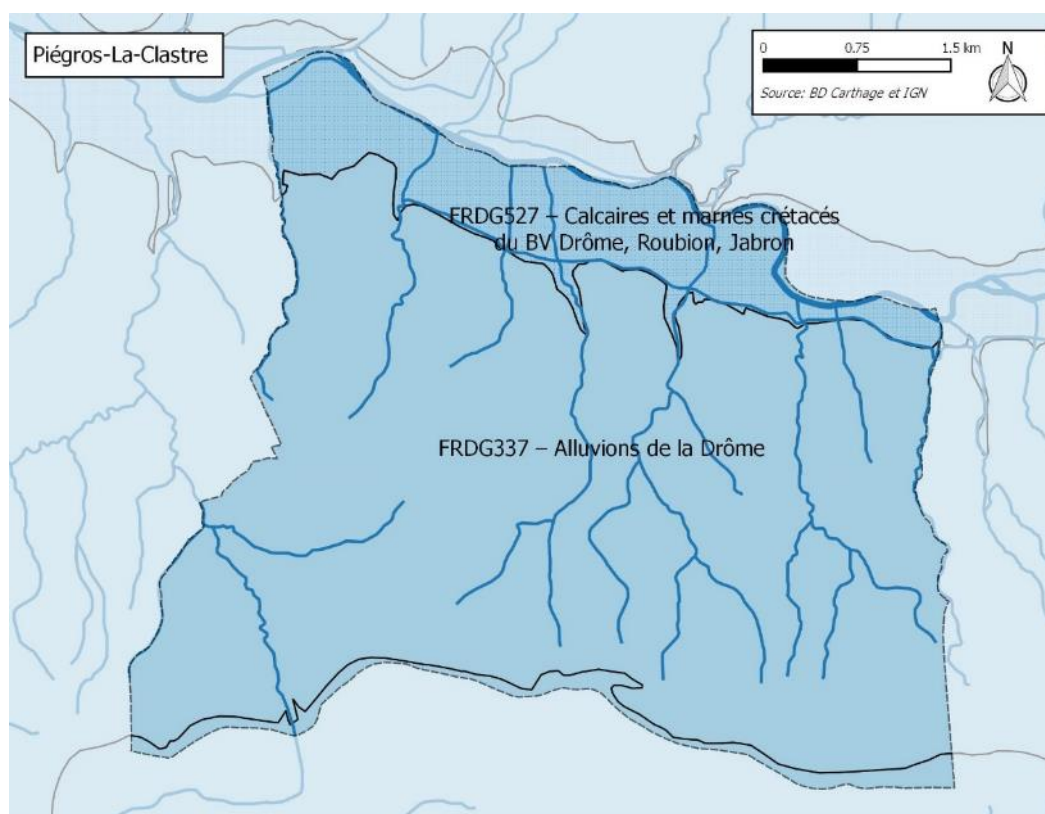 Piégros-La-Clastre
0 0.75 1.5 km
N
Source: BD Carthage et IGN
FRDG527 – Calcaires et marnes crétacés
du BV Drôme, Roubion, Jabron
FRDG337 – Alluvions de la Drôme